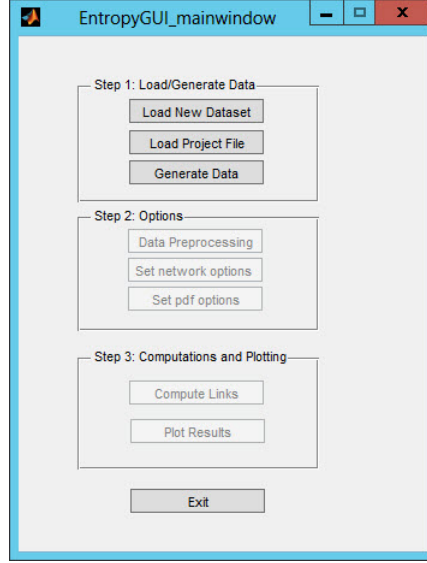 EntropyGUI_mainwindow
Step 1: Load/Generate Data
Load New Dataset
Load Project File
Generate Data
Step 2: Options
Data Preprocessing
Set network options
Set pdf options
Step 3: Computations and Plotting
Compute Links
Plot Results
Exit